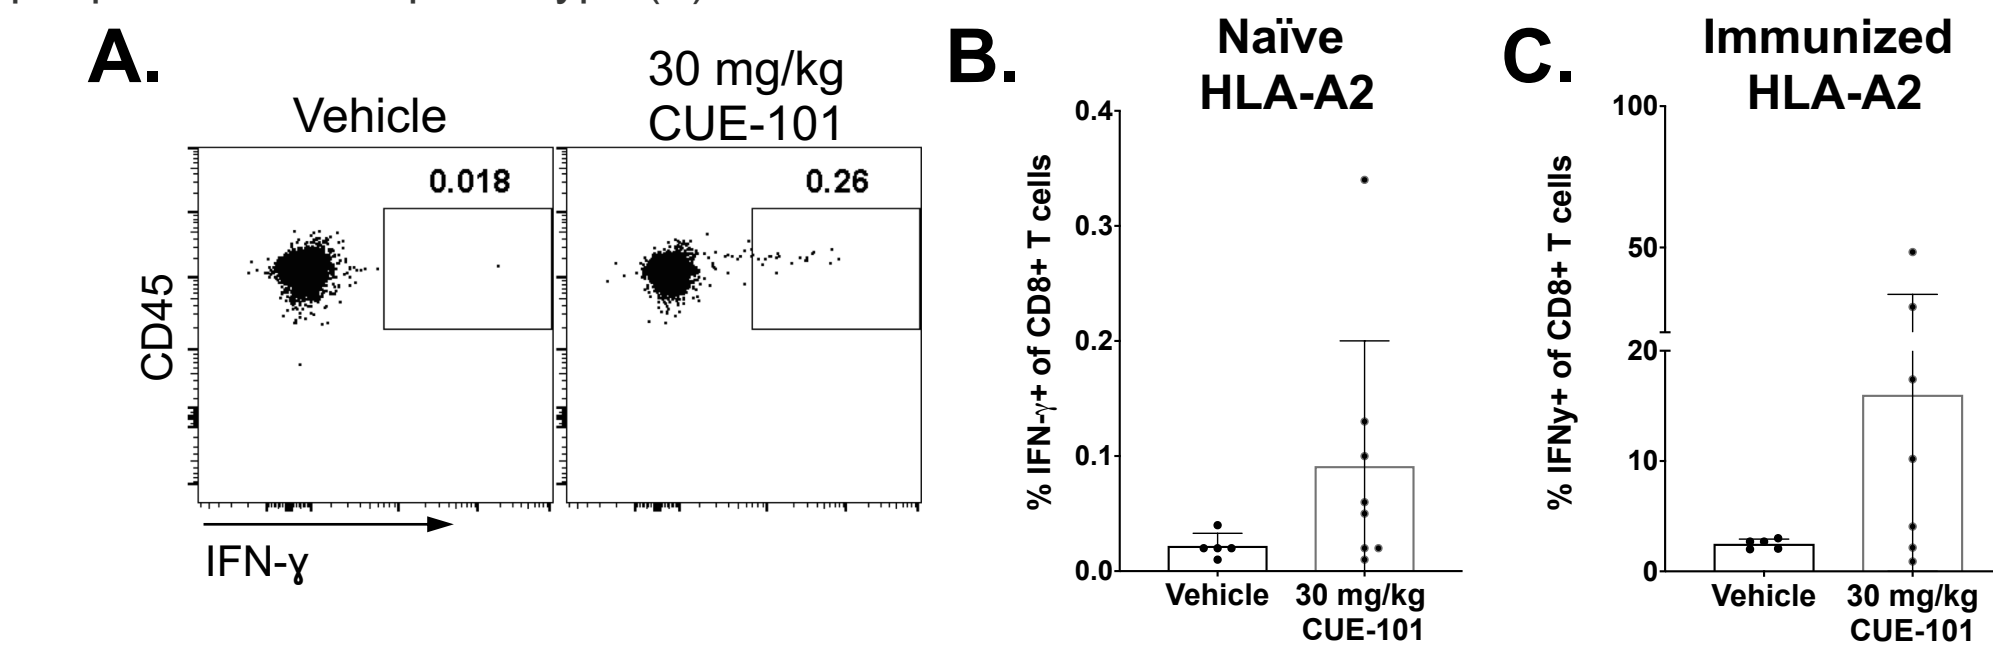 A.
Vehicle
30 mg/kg
CUE-101
0.018
0.26
CD45
IFN-γ
B.
Naïve
HLA-A2
% IFN-γ+ of CD8+ T cells
0.4
0.3
0.2
0.1
0.0
Vehicle
30 mg/kg
CUE-101
C.
Immunized
HLA-A2
% IFNy+ of CD8+ T cells
100
50
20
10
0
Vehicle
30 mg/kg
CUE-101